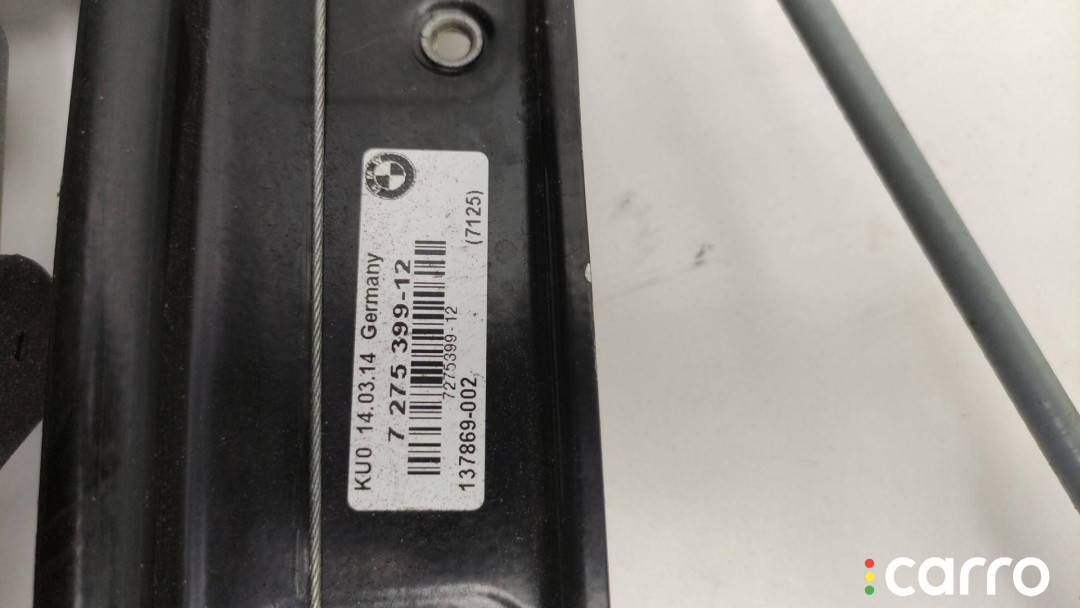 KU0 14.03.14 Germany
7 275 399-12
7275399-12
137869-002 (7125)
carro